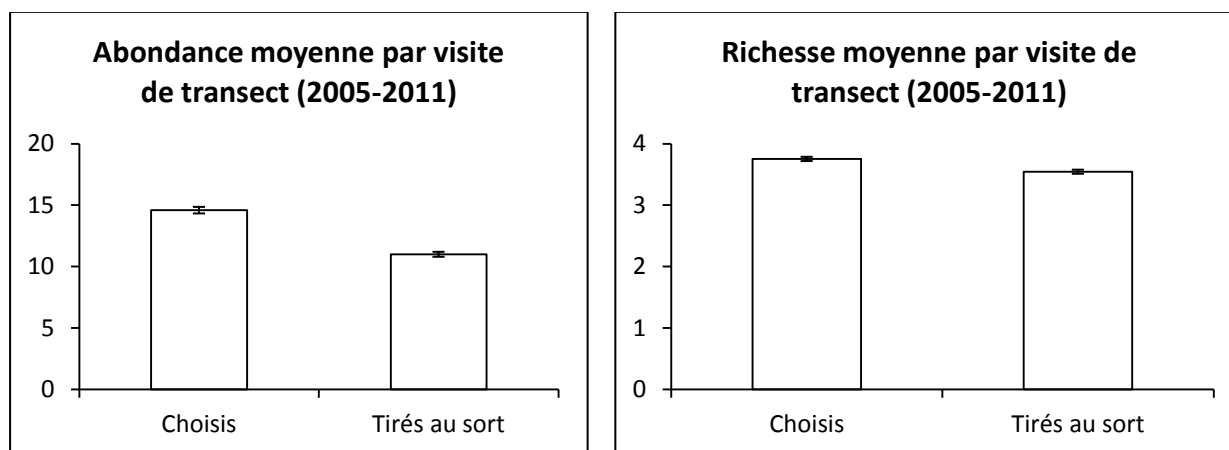 Abondance moyenne par visite
de transect (2005-2011)
20
15
10
5
0
Choisis
Tirés au sort
Richesse moyenne par visite de
transect (2005-2011)
4
3
2
1
0
Choisis
Tirés au sort